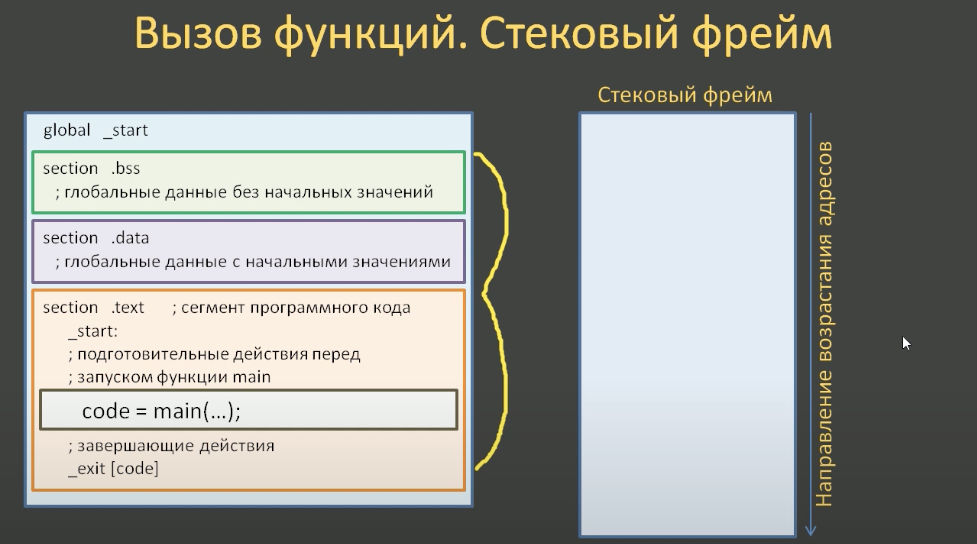 Вызов функций. Стековый фрейм
global _start
section .bss
; глобальные данные без начальных значений
section .data
; глобальные данные с начальными значениями
section .text ; сегмент программного кода
_start:
; подготовительные действия перед
; запуском функции main
code = main(...);
; завершающие действия
_exit [code]
Стековый фрейм
Направление возрастания адресов